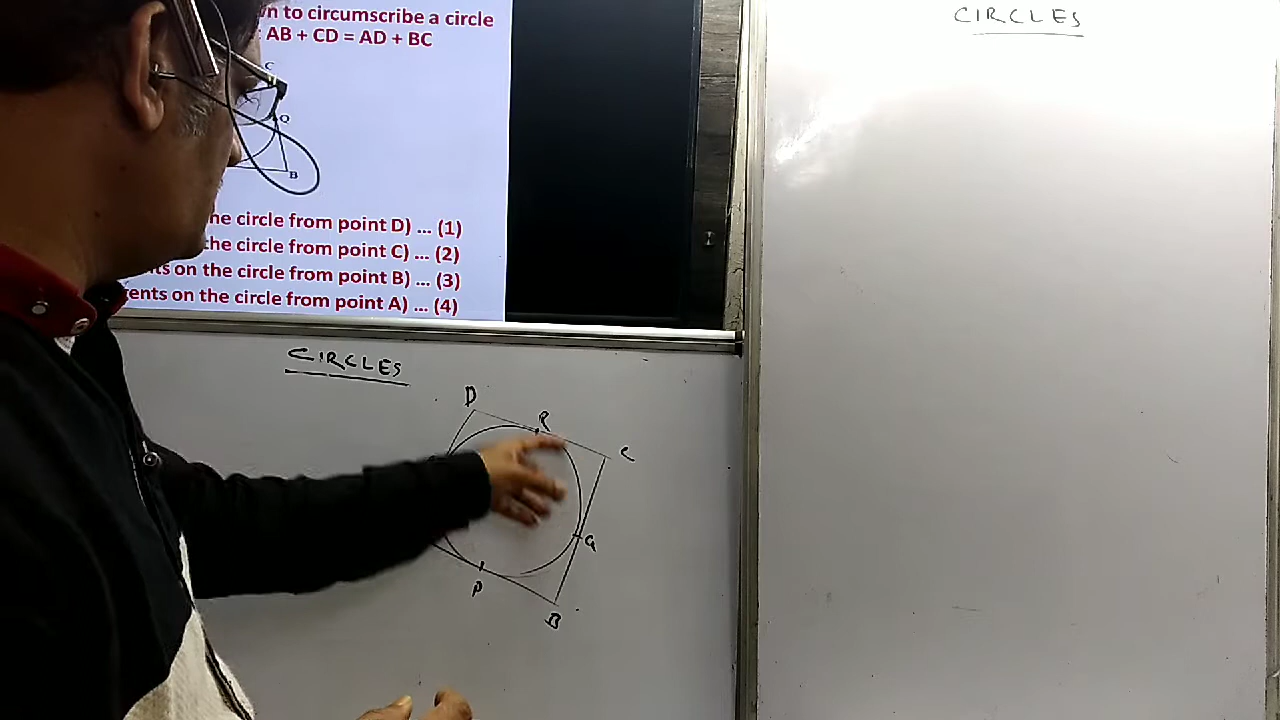 n to circumscribe a circle
: AB + CD = AD + BC
C
Q
B
he circle from point D) ... (1)
the circle from point C) ... (2)
nts on the circle from point B) ... (3)
ents on the circle from point A) ... (4)
CIRCLES
CIRCLES
D
R
C
Q
P
B